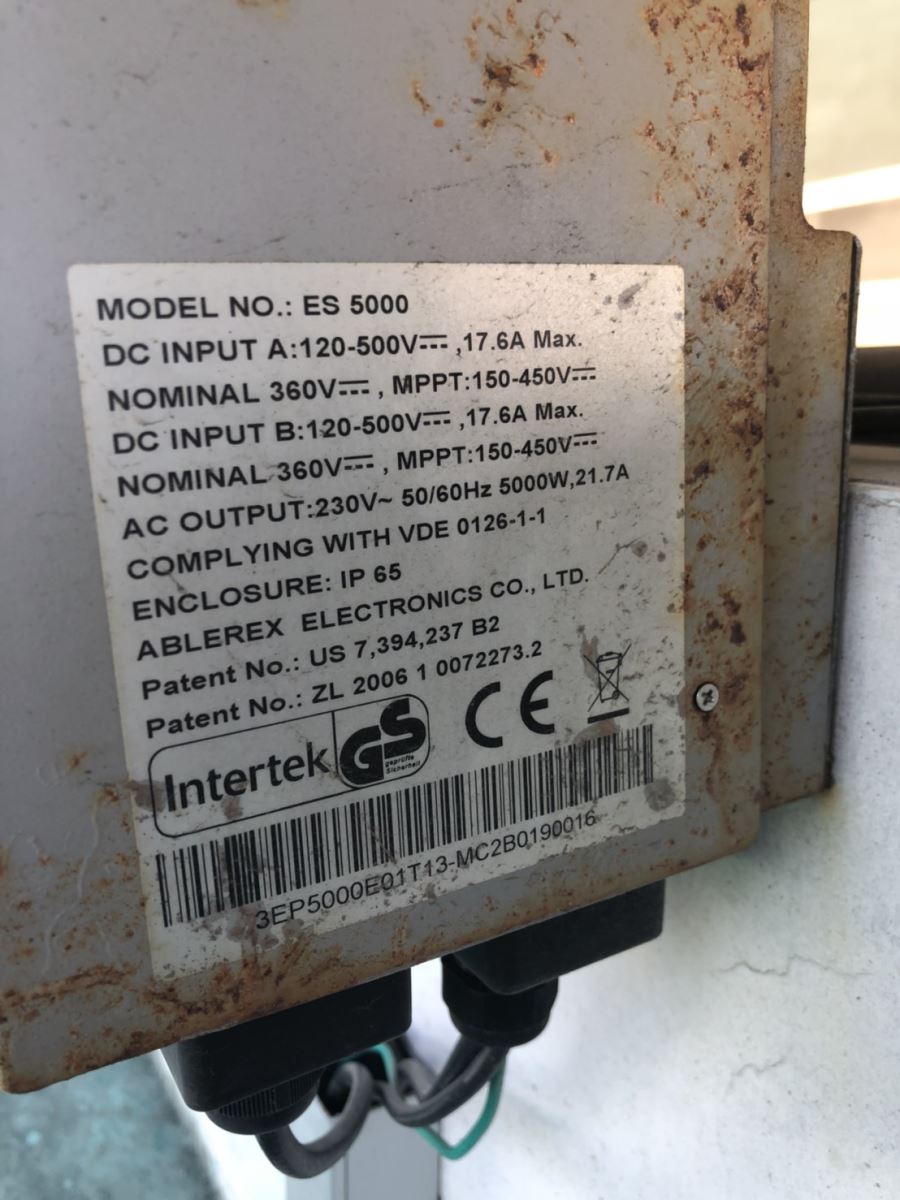 MODEL NO.: ES 5000
DC INPUT A:120-500V⎓ ,17.6A Max.
NOMINAL 360V⎓ , MPPT:150-450V⎓
DC INPUT B:120-500V⎓ ,17.6A Max.
NOMINAL 360V⎓ , MPPT:150-450V⎓
AC OUTPUT:230V~ 50/60Hz 5000W,21.7A
COMPLYING WITH VDE 0126-1-1
ENCLOSURE: IP 65
ABLEREX ELECTRONICS CO., LTD.
Patent No.: US 7,394,237 B2
Patent No.: ZL 2006 1 0072273.2
Intertek GS geprüfte Sicherheit CE
3EP5000E01T13-MC2B0190016